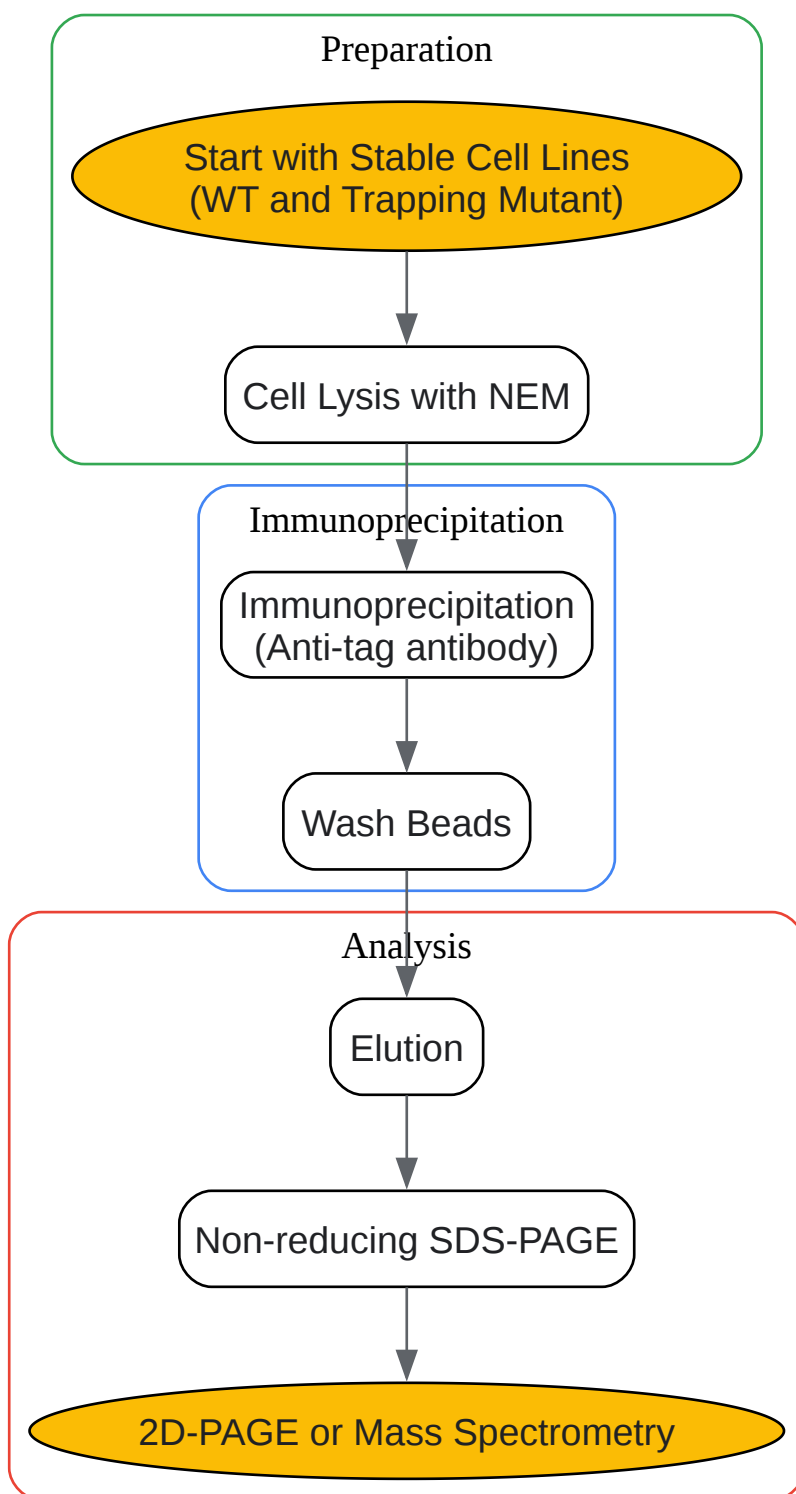 Preparation
Start with Stable Cell Lines
(WT and Trapping Mutant)
Cell Lysis with NEM
Immunoprecipitation
Immunoprecipitation
(Anti-tag antibody)
Wash Beads
Analysis
Elution
Non-reducing SDS-PAGE
2D-PAGE or Mass Spectrometry